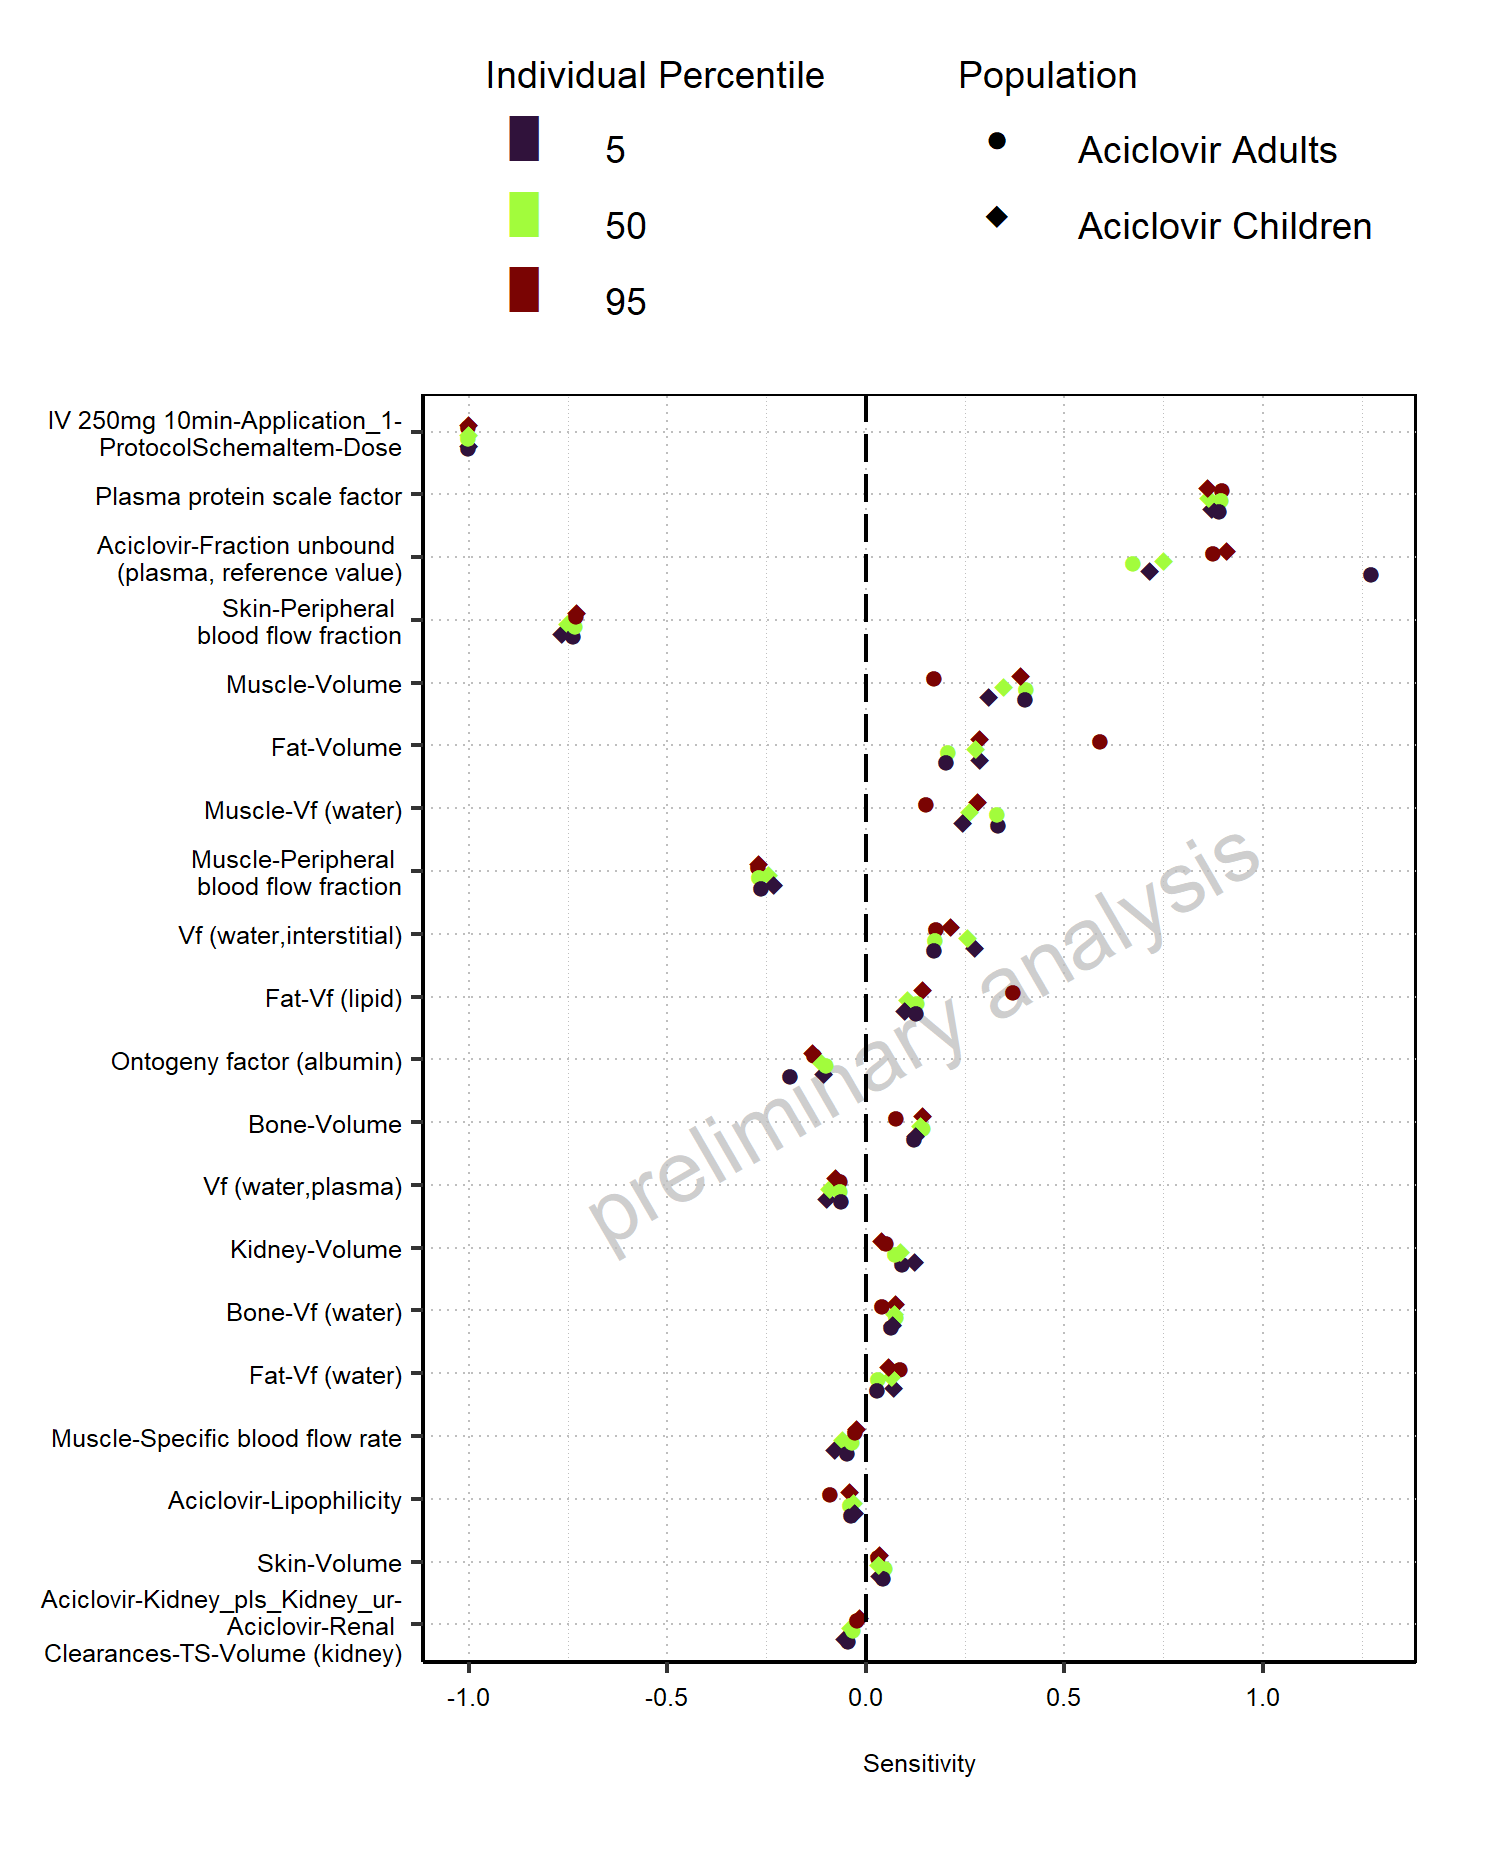 Individual Percentile
5
50
95
Population
Aciclovir Adults
Aciclovir Children
IV 250mg 10min-Application_1-
ProtocolSchemaItem-Dose
Plasma protein scale factor
Aciclovir-Fraction unbound
(plasma, reference value)
Skin-Peripheral
blood flow fraction
Muscle-Volume
Fat-Volume
Muscle-Vf (water)
Muscle-Peripheral
blood flow fraction
Vf (water,interstitial)
Fat-Vf (lipid)
Ontogeny factor (albumin)
Bone-Volume
Vf (water,plasma)
Kidney-Volume
Bone-Vf (water)
Fat-Vf (water)
Muscle-Specific blood flow rate
Aciclovir-Lipophilicity
Skin-Volume
Aciclovir-Kidney_pls_Kidney_ur-
Aciclovir-Renal
Clearances-TS-Volume (kidney)
preliminary analysis
-1.0
-0.5
0.0
0.5
1.0
Sensitivity